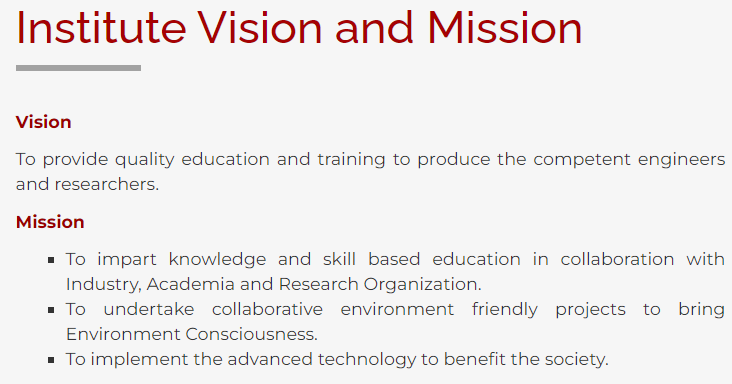 Institute Vision and Mission
Vision
To provide quality education and training to produce the competent engineers
and researchers.
Mission
To impart knowledge and skill based education in collaboration with
Industry, Academia and Research Organization.
To undertake collaborative environment friendly projects to bring
Environment Consciousness.
To implement the advanced technology to benefit the society.